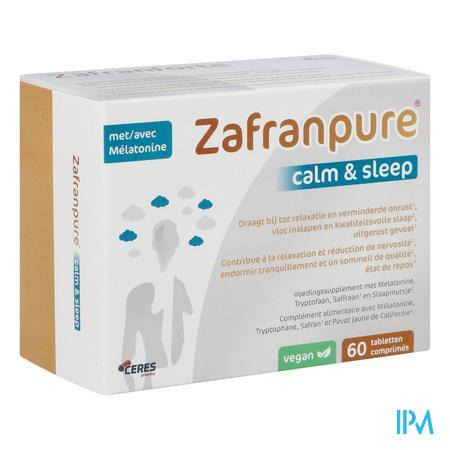 Zafranforte
met/avec
Mélatonine
Zafranpure®
calm & sleep
Draagt bij tot relaxatie en verminderde onrust¹,
vlot inslapen en kwaliteitsvolle slaap²,
uitgerust gevoel¹
Contribue à la relaxation et réduction de nervosité¹,
endormir tranquillement et un sommeil de qualité²,
état de repos¹
Voedingssupplement met Melatonine,
Tryptofaan, Saffraan¹ en Slaapmutsje².
Complément alimentaire avec Mélatonine,
Tryptophane, Safran¹ et Pavot jaune de Californie².
vegan
60 tabletten
comprimés
CERES
pharma
Zafranpure
calm & sleep
IPM